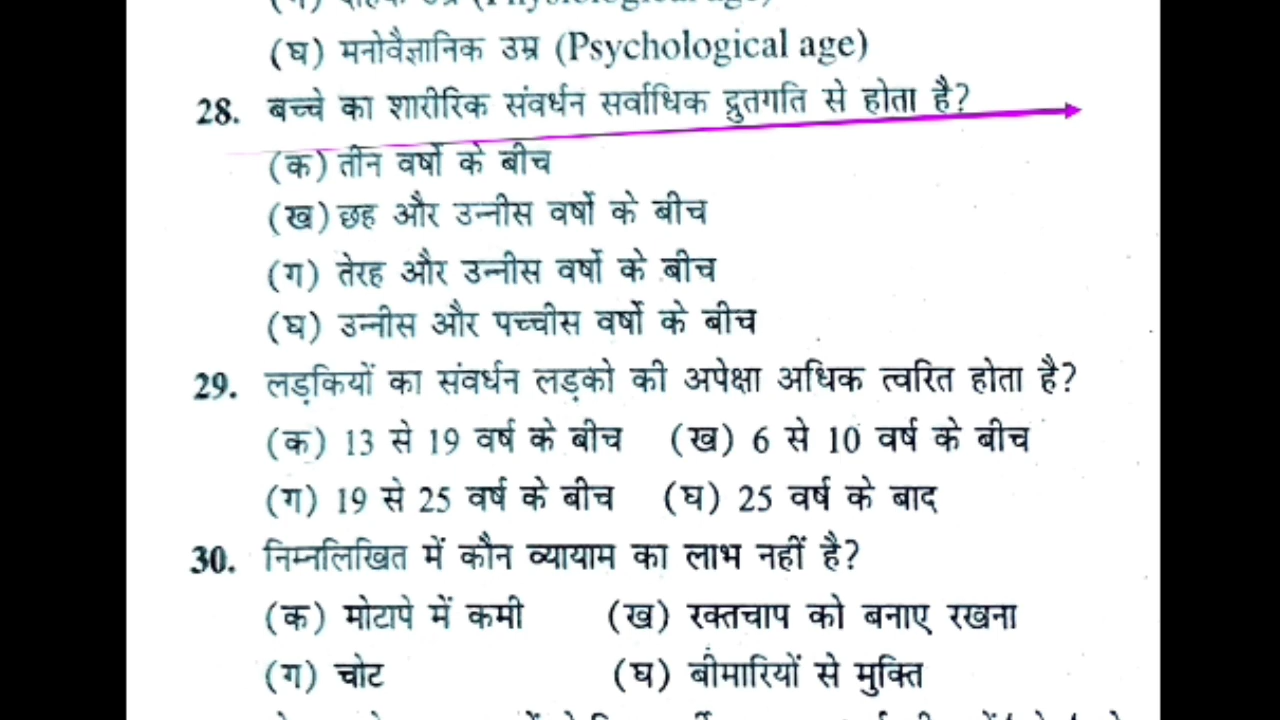 (Physiological age)
(घ) मनोवैज्ञानिक उम्र (Psychological age)
28. बच्चे का शारीरिक संवर्धन सर्वाधिक द्रुतगति से होता है?
(क) तीन वर्षों के बीच
(ख) छह और उन्नीस वर्षों के बीच
(ग) तेरह और उन्नीस वर्षों के बीच
(घ) उन्नीस और पच्चीस वर्षों के बीच
29. लड़कियों का संवर्धन लड़को की अपेक्षा अधिक त्वरित होता है?
(क) 13 से 19 वर्ष के बीच (ख) 6 से 10 वर्ष के बीच
(ग) 19 से 25 वर्ष के बीच (घ) 25 वर्ष के बाद
30. निम्नलिखित में कौन व्यायाम का लाभ नहीं है?
(क) मोटापे में कमी (ख) रक्तचाप को बनाए रखना
(ग) चोट (घ) बीमारियों से मुक्ति